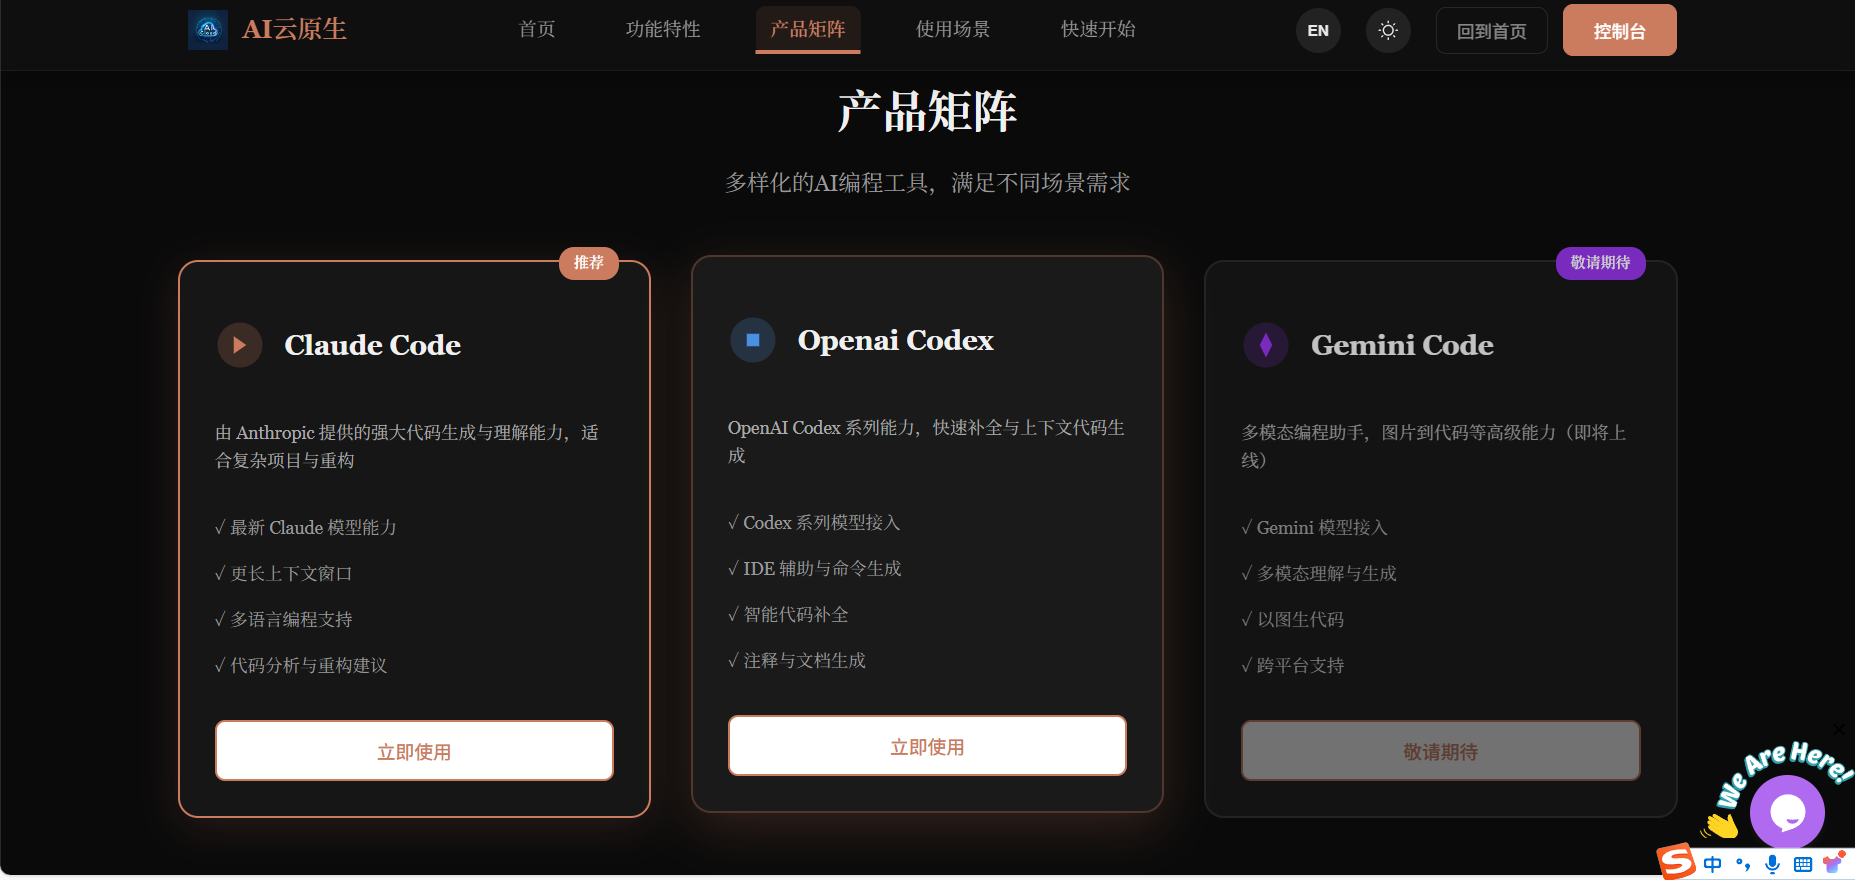 AI云原生
首页
功能特性
产品矩阵
使用场景
快速开始
EN
回到首页
控制台
产品矩阵
多样化的AI编程工具，满足不同场景需求
推荐
Claude Code
由 Anthropic 提供的强大代码生成与理解能力，适
合复杂项目与重构
√ 最新 Claude 模型能力
√ 更长上下文窗口
√ 多语言编程支持
√ 代码分析与重构建议
立即使用
Openai Codex
OpenAI Codex 系列能力，快速补全与上下文代码生
成
√ Codex 系列模型接入
√ IDE 辅助与命令生成
√ 智能代码补全
√ 注释与文档生成
立即使用
敬请期待
Gemini Code
多模态编程助手，图片到代码等高级能力（即将上
线）
√ Gemini 模型接入
√ 多模态理解与生成
√ 以图生代码
√ 跨平台支持
敬请期待
We Are Here!
中